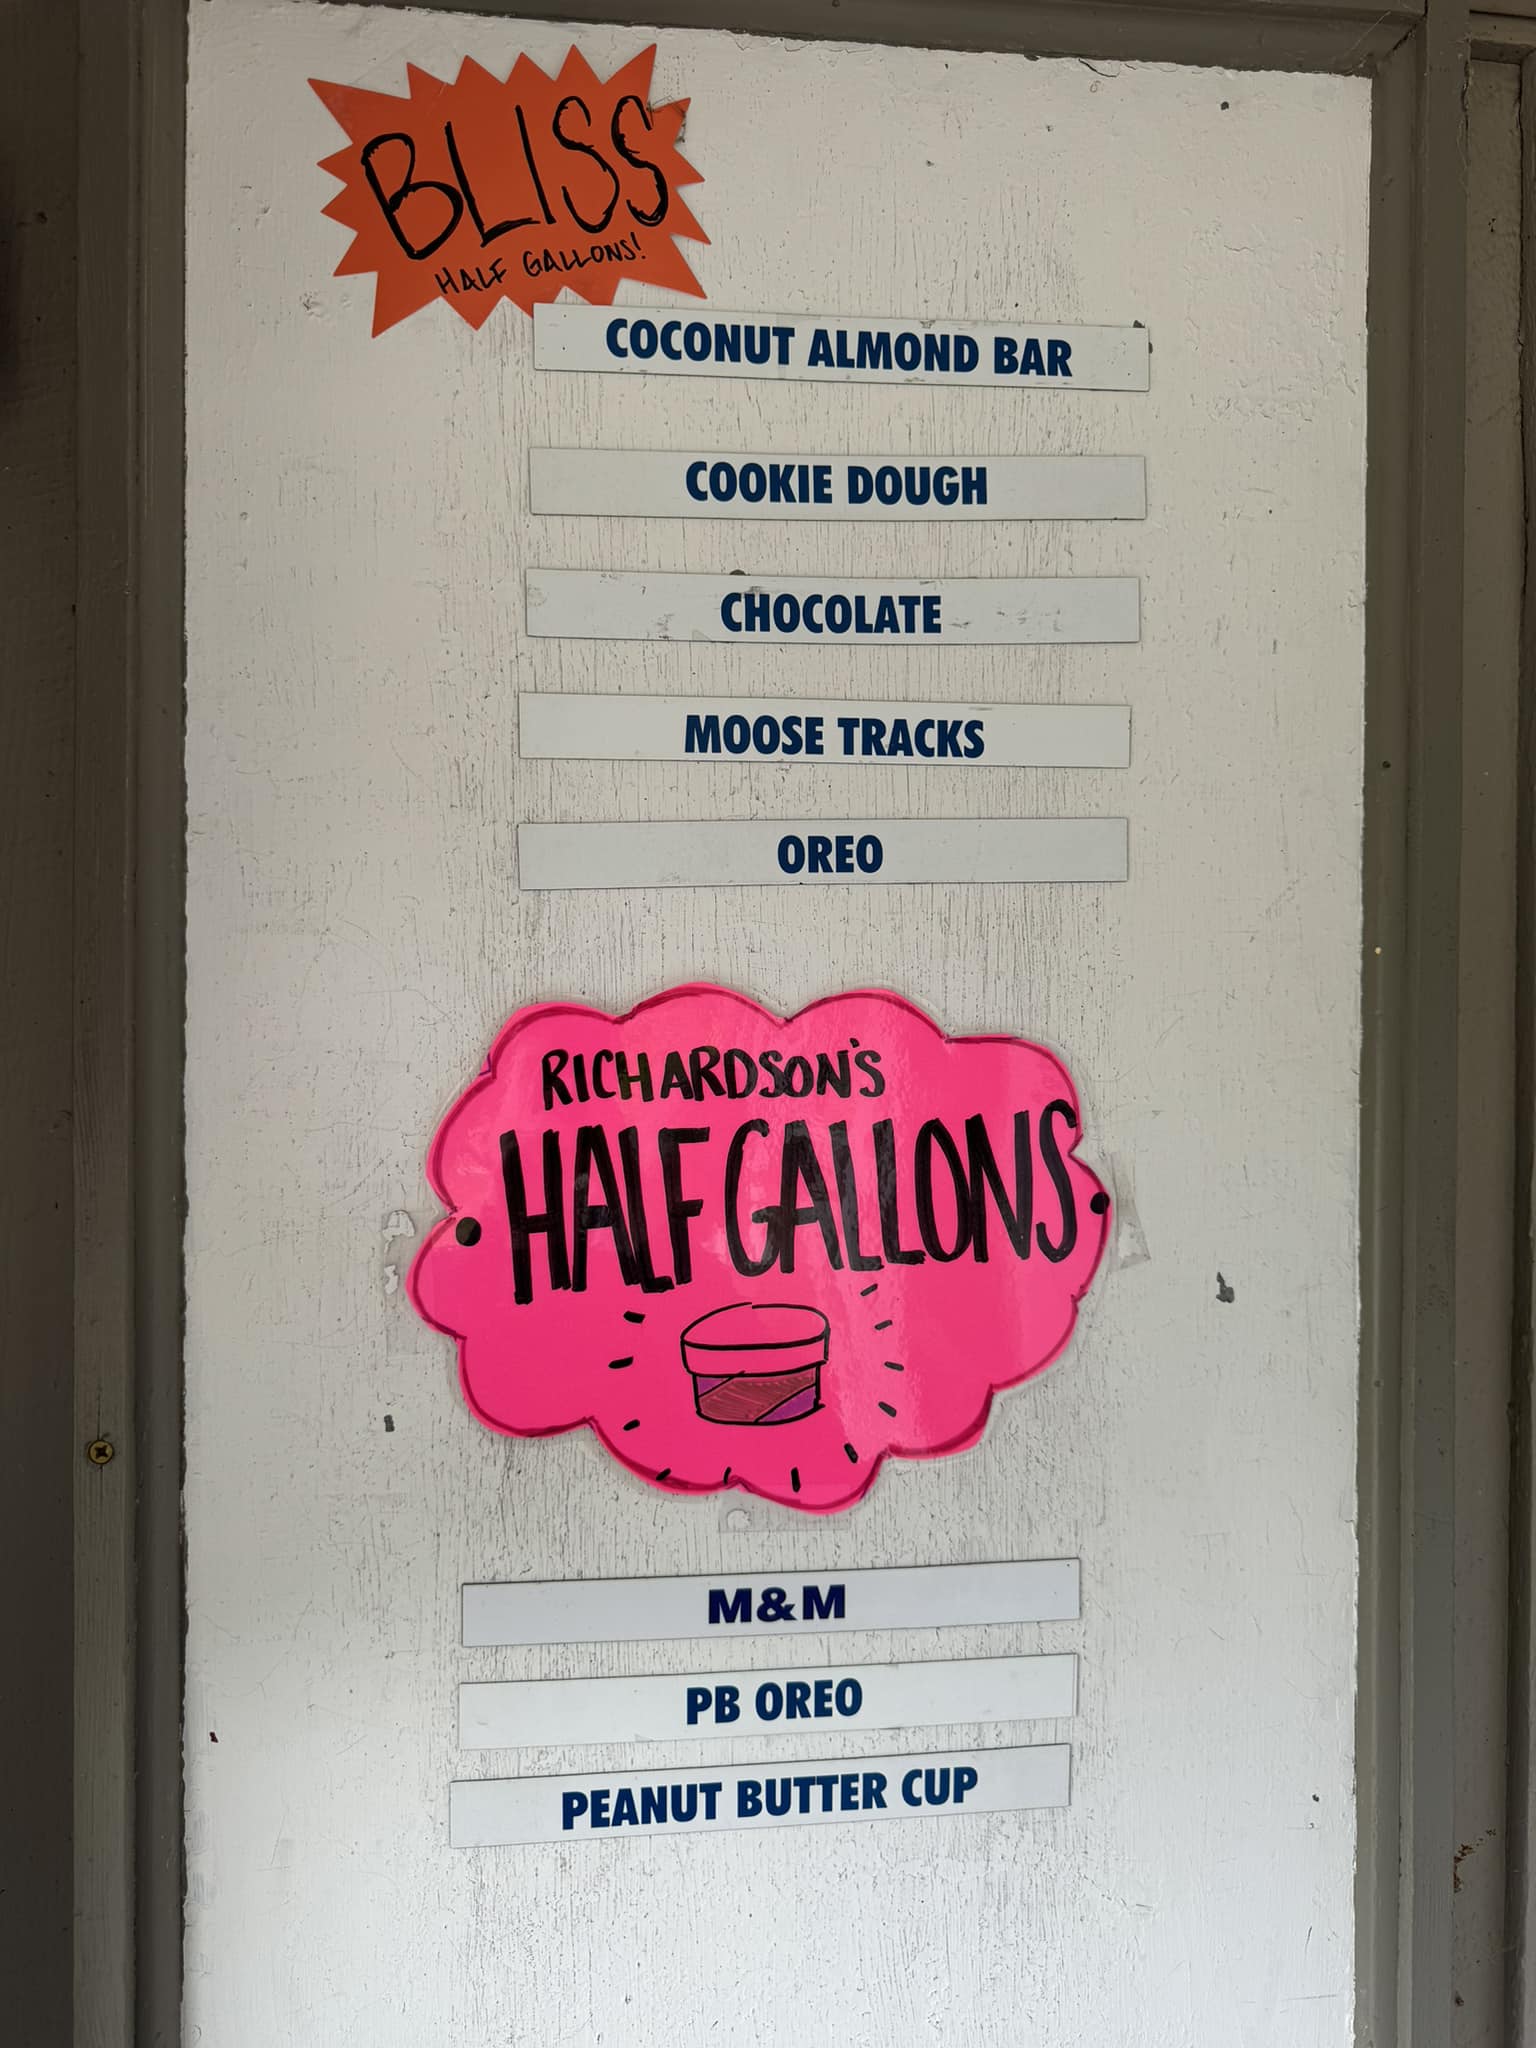 BLISS
HALF GALLONS!
COCONUT ALMOND BAR
COOKIE DOUGH
CHOCOLATE
MOOSE TRACKS
OREO
RICHARDSON'S
HALF GALLONS
M&M
PB OREO
PEANUT BUTTER CUP